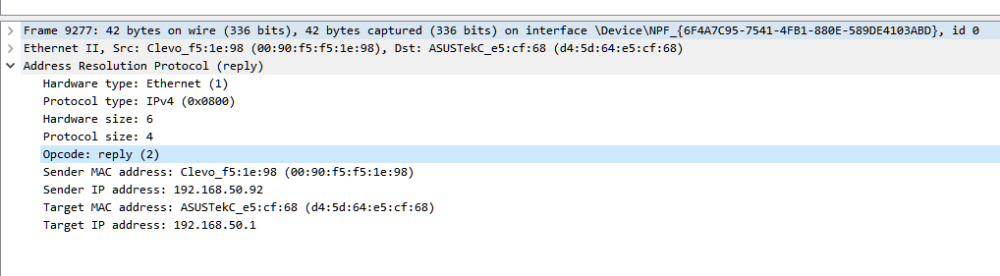 Frame 9277: 42 bytes on wire (336 bits), 42 bytes captured (336 bits) on interface \Device\NPF_{6F4A7C95-7541-4FB1-880E-589DE4103ABD}, id 0
Ethernet II, Src: Clevo_f5:1e:98 (00:90:f5:f5:1e:98), Dst: ASUSTekC_e5:cf:68 (d4:5d:64:e5:cf:68)
Address Resolution Protocol (reply)
Hardware type: Ethernet (1)
Protocol type: IPv4 (0x0800)
Hardware size: 6
Protocol size: 4
Opcode: reply (2)
Sender MAC address: Clevo_f5:1e:98 (00:90:f5:f5:1e:98)
Sender IP address: 192.168.50.92
Target MAC address: ASUSTekC_e5:cf:68 (d4:5d:64:e5:cf:68)
Target IP address: 192.168.50.1